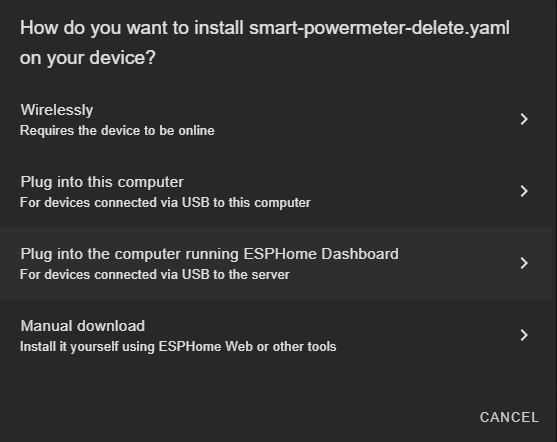 How do you want to install smart-powermeter-delete.yaml
on your device?
Wirelessly
Requires the device to be online
Plug into this computer
For devices connected via USB to this computer
Plug into the computer running ESPHome Dashboard
For devices connected via USB to the server
Manual download
Install it yourself using ESPHome Web or other tools
CANCEL